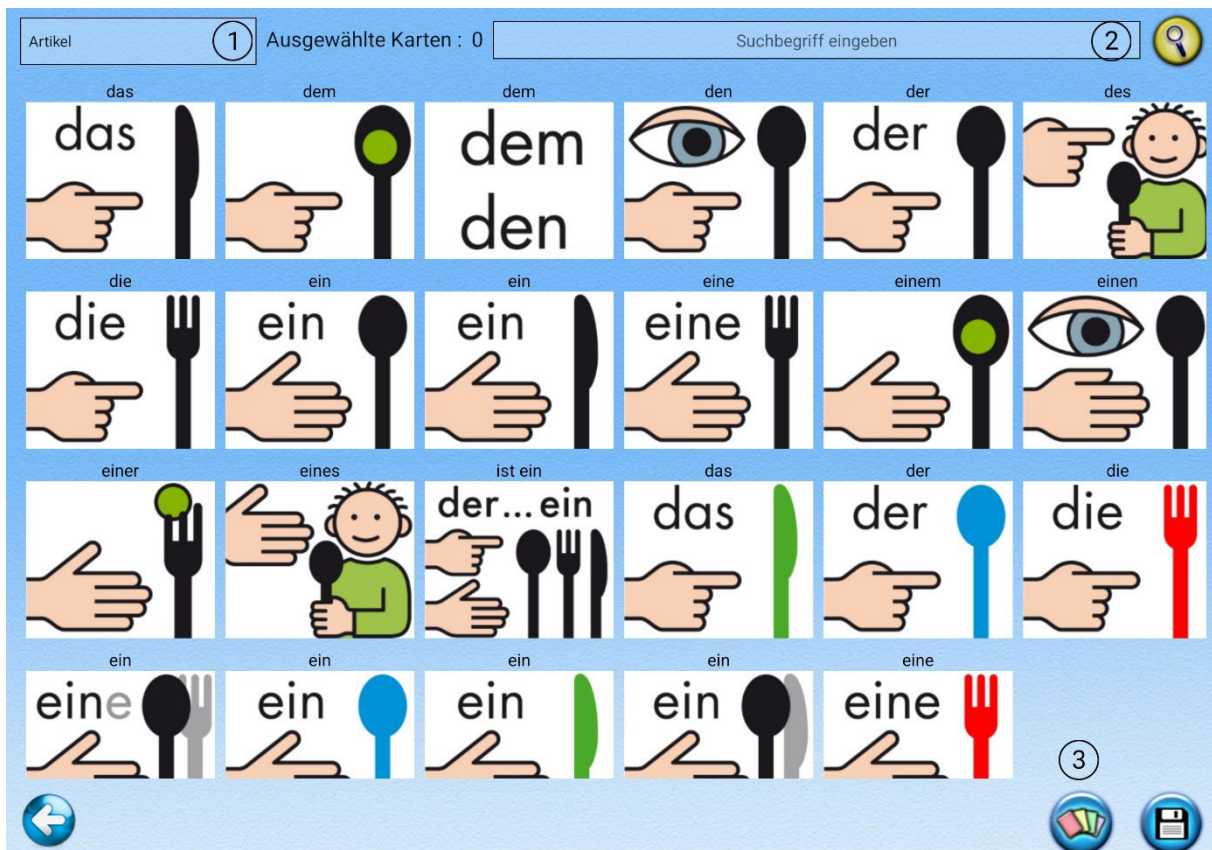 Artikel
1
Ausgewählte Karten : 0
Suchbegriff eingeben
2
das dem dem den der des
das
dem
den
der
die ein ein eine einem einen
die ein ein eine
einer eines ist ein das der die
der...ein das der die
ein ein ein ein eine
eine ein ein ein eine
3